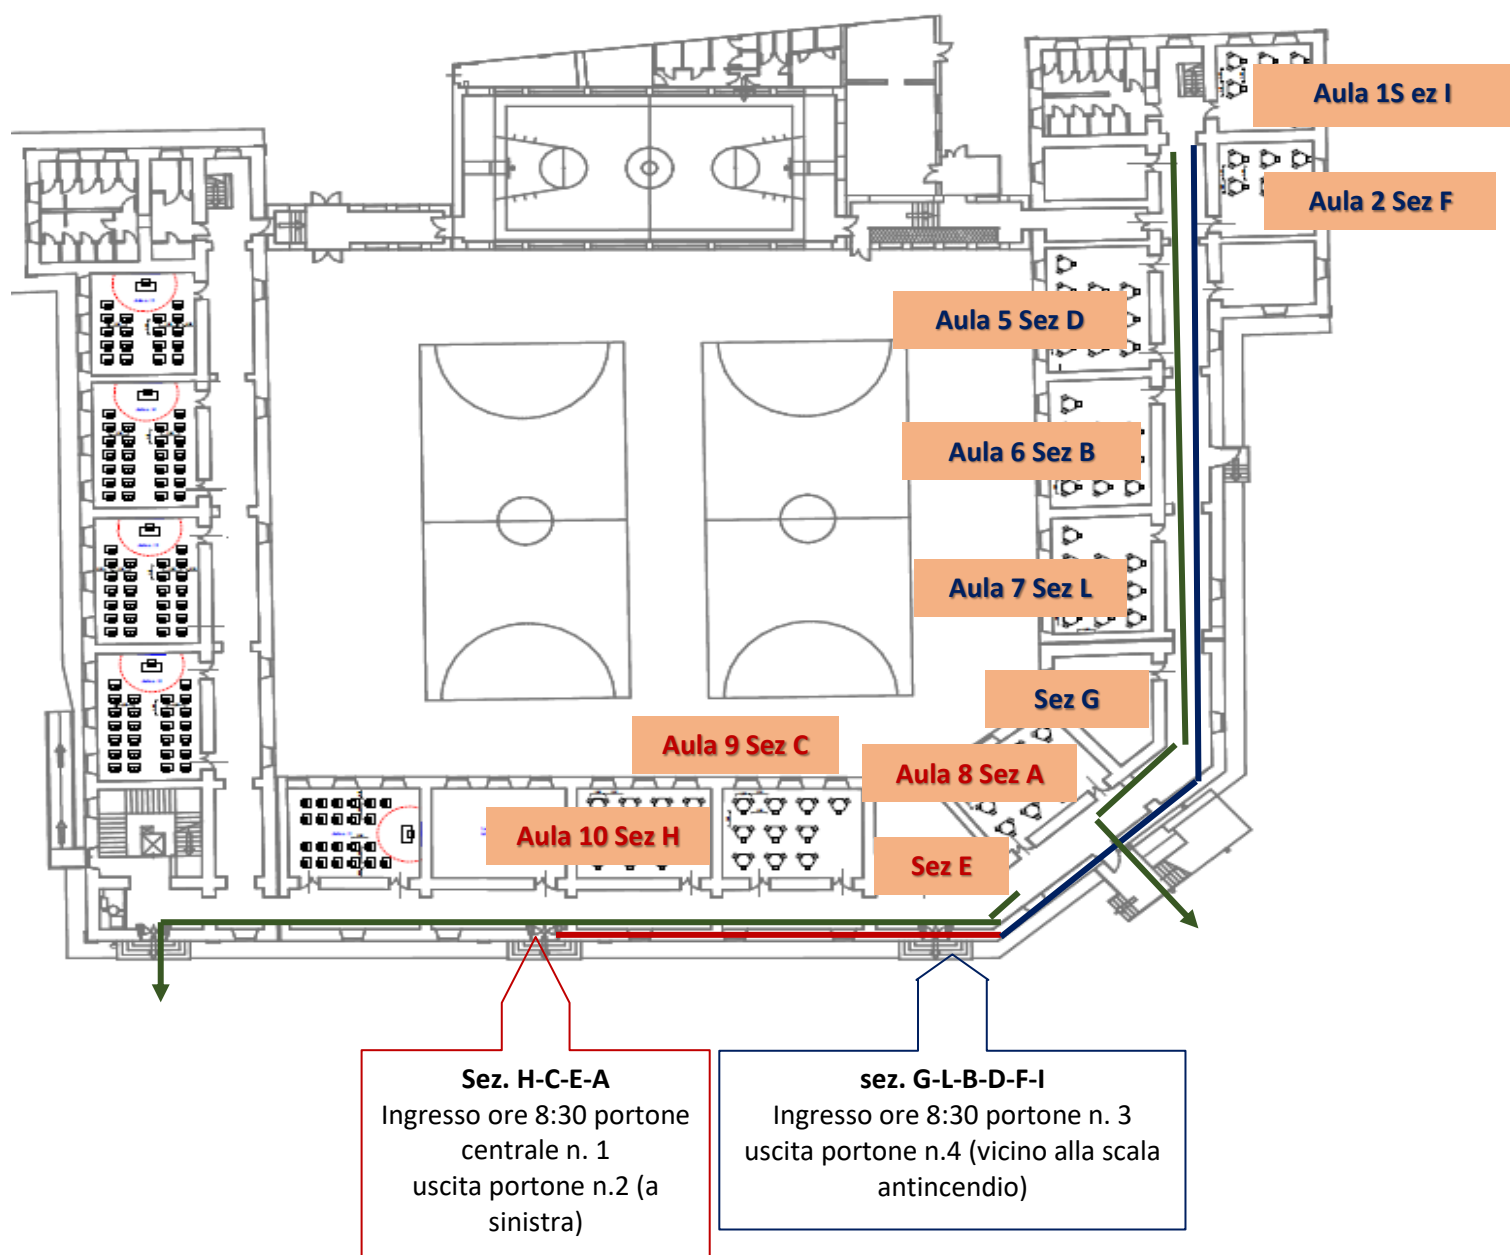 Aula 1S ez I
Aula 2 Sez F
Aula 5 Sez D
Aula 6 Sez B
Aula 7 Sez L
Sez G
Aula 9 Sez C
Aula 8 Sez A
Aula 10 Sez H
Sez E
Sez. H-C-E-A
Ingresso ore 8:30 portone
centrale n. 1
uscita portone n.2 (a
sinistra)
sez. G-L-B-D-F-I
Ingresso ore 8:30 portone n. 3
uscita portone n.4 (vicino alla scala
antincendio)